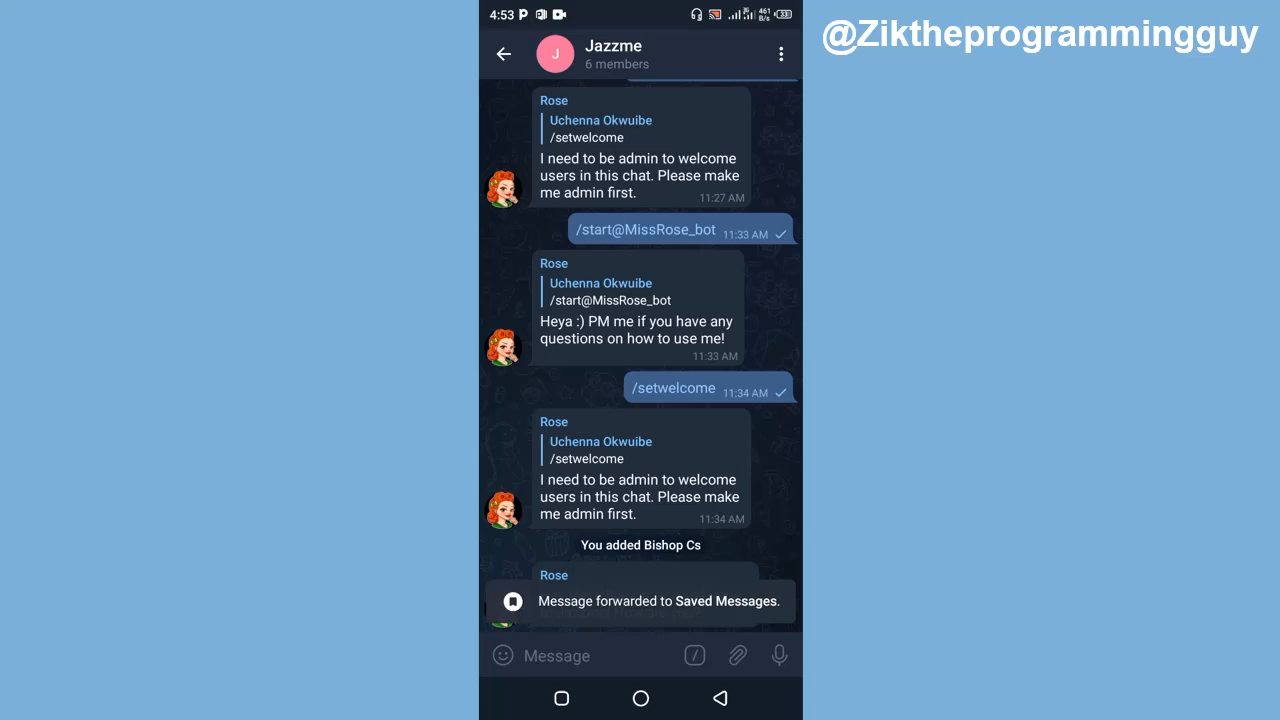 @Ziktheprogrammingguy
4:53
461
B/s
33
J
Jazzme
6 members
Rose
Uchenna Okwuibe
/setwelcome
I need to be admin to welcome
users in this chat. Please make
me admin first.
11:27 AM
/start@MissRose_bot 11:33 AM
Rose
Uchenna Okwuibe
/start@MissRose_bot
Heya :) PM me if you have any
questions on how to use me!
11:33 AM
/setwelcome 11:34 AM
Rose
Uchenna Okwuibe
/setwelcome
I need to be admin to welcome
users in this chat. Please make
me admin first.
11:34 AM
You added Bishop Cs
Rose
Message forwarded to Saved Messages.
Message